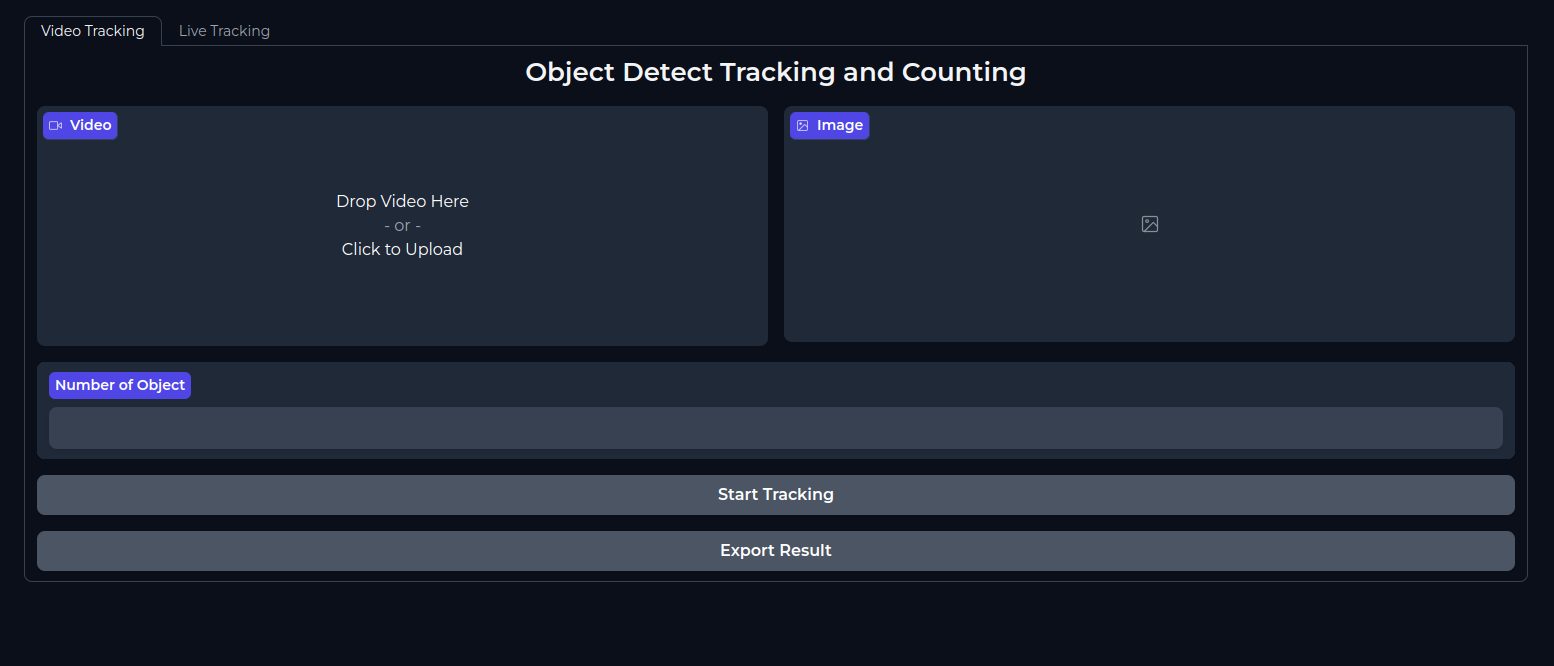 Video Tracking
Live Tracking
Object Detect Tracking and Counting
Video
Drop Video Here
- or -
Click to Upload
Image
Number of Object
Start Tracking
Export Result